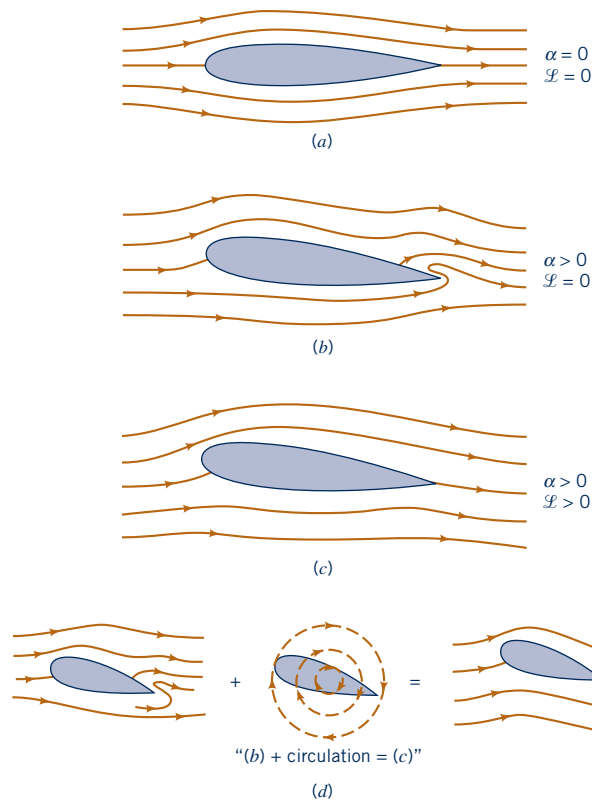 α = 0
ℒ = 0
(a)
α > 0
ℒ = 0
(b)
α > 0
ℒ > 0
(c)
+
=
“(b) + circulation = (c)”
(d)